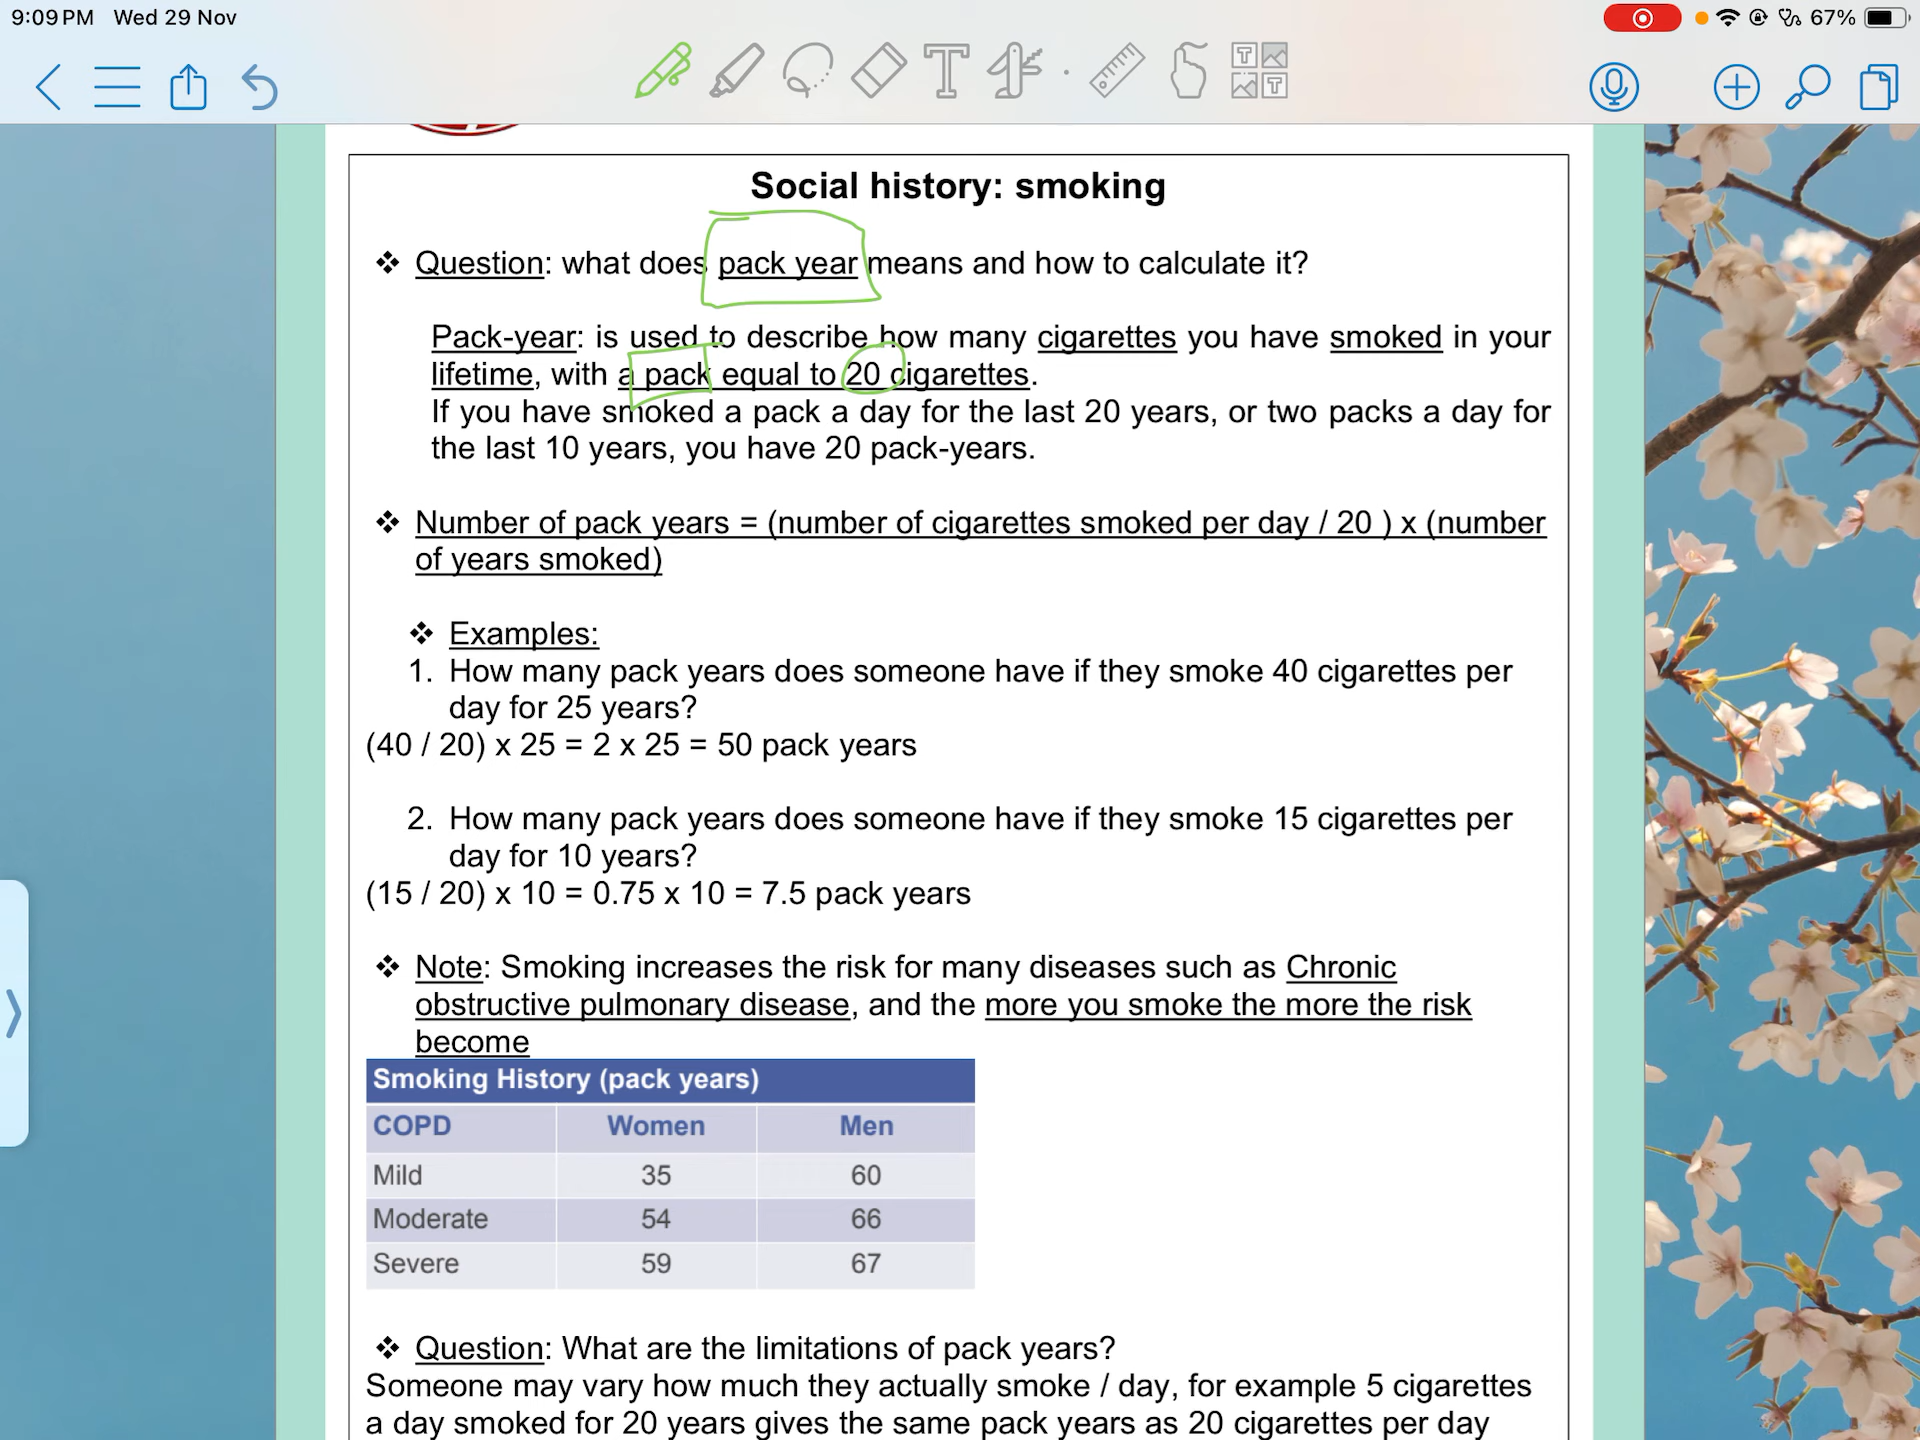 9:09 PM Wed 29 Nov
67%
Social history: smoking
❖ Question: what does pack year means and how to calculate it?
Pack-year: is used to describe how many cigarettes you have smoked in your
lifetime, with a pack equal to 20 cigarettes.
If you have smoked a pack a day for the last 20 years, or two packs a day for
the last 10 years, you have 20 pack-years.
❖ Number of pack years = (number of cigarettes smoked per day / 20 ) x (number
of years smoked)
❖ Examples:
1. How many pack years does someone have if they smoke 40 cigarettes per
day for 25 years?
(40 / 20) x 25 = 2 x 25 = 50 pack years
2. How many pack years does someone have if they smoke 15 cigarettes per
day for 10 years?
(15 / 20) x 10 = 0.75 x 10 = 7.5 pack years
❖ Note: Smoking increases the risk for many diseases such as Chronic
obstructive pulmonary disease, and the more you smoke the more the risk
become
Smoking History (pack years)
COPD Women Men
Mild 35 60
Moderate 54 66
Severe 59 67
❖ Question: What are the limitations of pack years?
Someone may vary how much they actually smoke / day, for example 5 cigarettes
a day smoked for 20 years gives the same pack years as 20 cigarettes per day